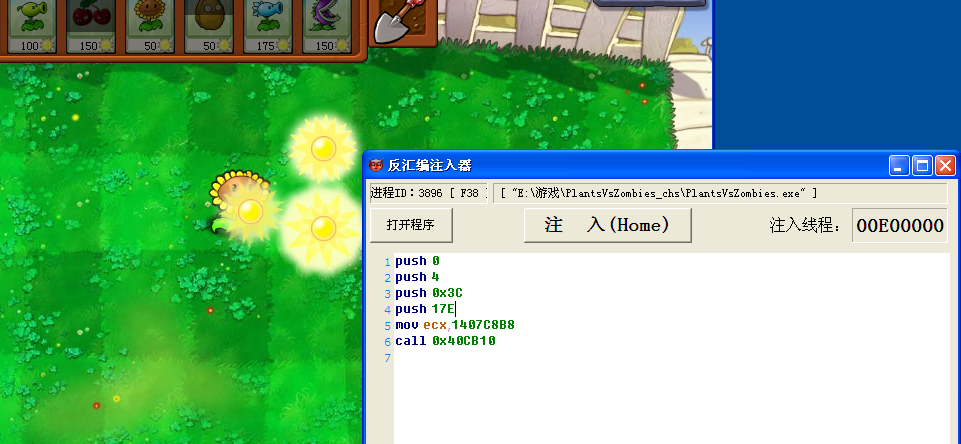 100 150 50 50 175 150
反汇编注入器
进程ID：3896 [ F38 ] [ "E:\游戏\PlantsVsZombies_chs\PlantsVsZombies.exe" ]
打开程序 注 入(Home) 注入线程： 00E00000
1 push 0
2 push 4
3 push 0x3C
4 push 17E
5 mov ecx,1407C8B8
6 call 0x40CB10
7